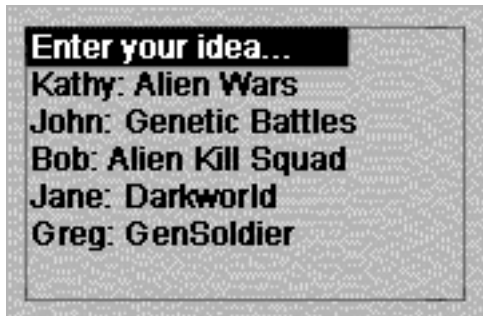 Enter your idea...
Kathy: Alien Wars
John: Genetic Battles
Bob: Alien Kill Squad
Jane: Darkworld
Greg: GenSoldier